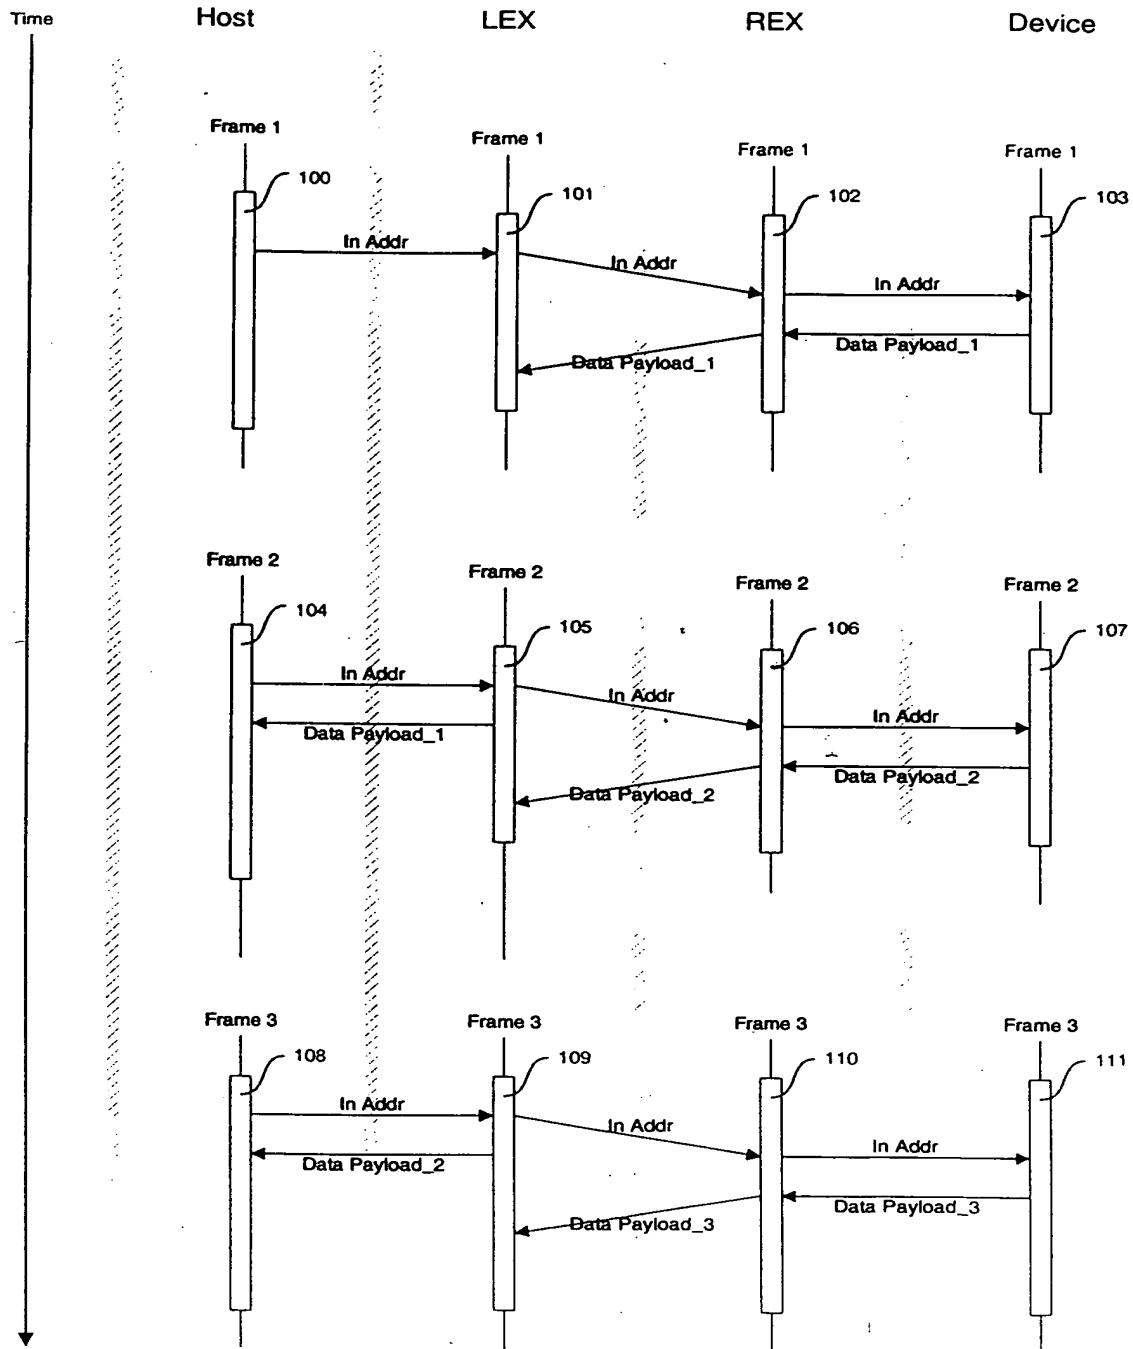 Time Host LEX REX Device
Frame 1 Frame 1 Frame 1 Frame 1
100 101 102 103
In Addr In Addr In Addr
Data Payload_1 Data Payload_1
Frame 2 Frame 2 Frame 2 Frame 2
104 105 106 107
In Addr In Addr In Addr
Data Payload_1 Data Payload_2 Data Payload_2
Frame 3 Frame 3 Frame 3 Frame 3
108 109 110 111
In Addr In Addr In Addr
Data Payload_2 Data Payload_3 Data Payload_3